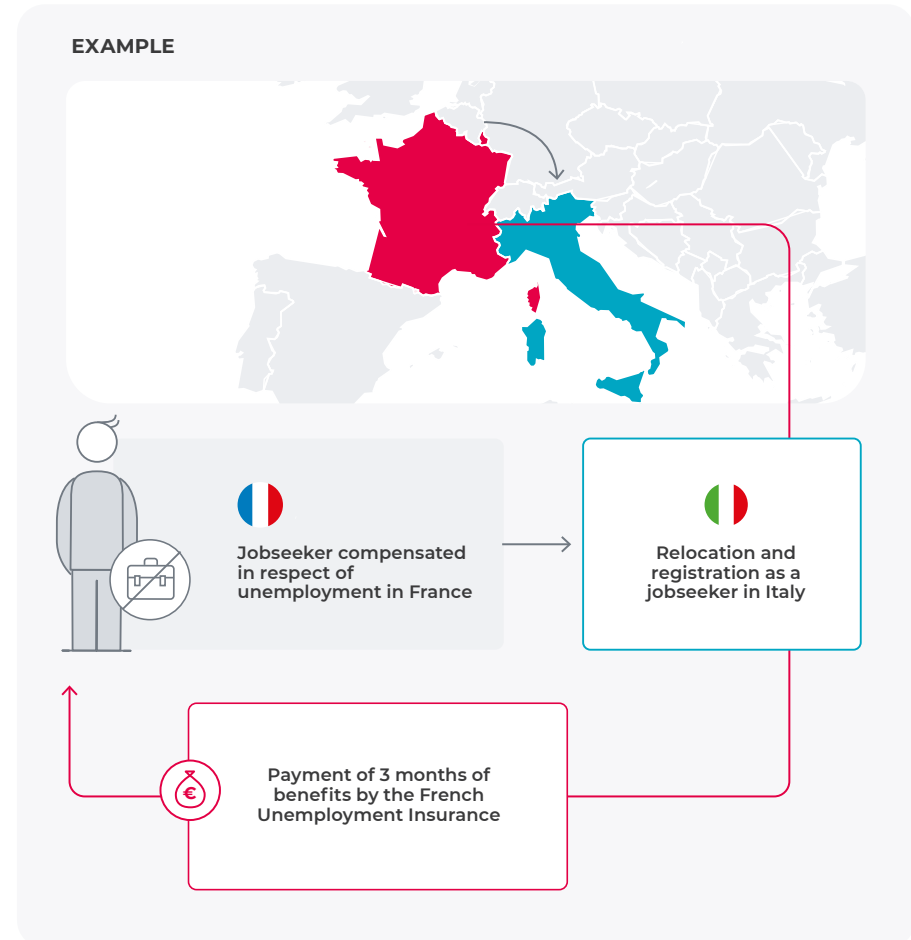 EXAMPLE
Jobseeker compensated
in respect of
unemployment in France
Relocation and
registration as a
jobseeker in Italy
Payment of 3 months of
benefits by the French
Unemployment Insurance
€